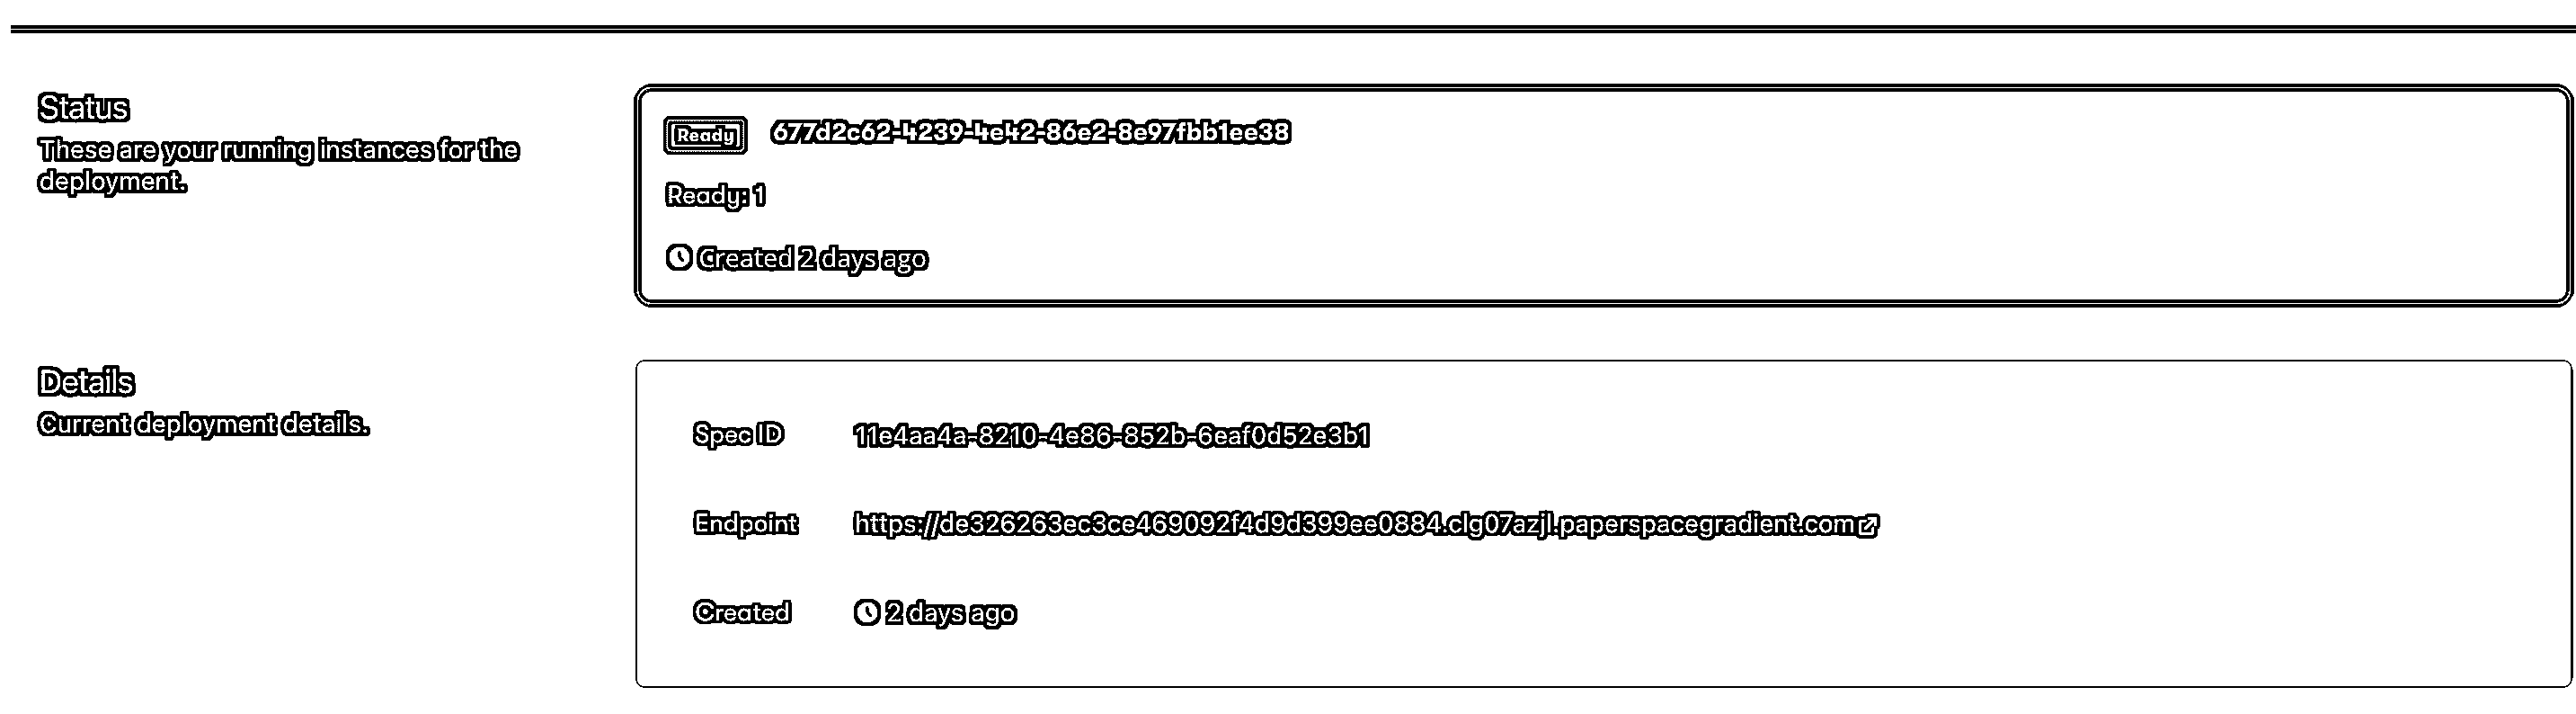 Status
These are your running instances for the
deployment.
Ready 677d2c62-4239-4e42-86e2-8e97fbb1ee38
Ready: 1
Created 2 days ago
Details
Current deployment details.
Spec ID 11e4aa4a-8210-4e86-852b-6eaf0d52e3b1
Endpoint https://de326263ec3ce469092f4d9d399ee0884.clg07azjl.paperspacegradient.com
Created 2 days ago